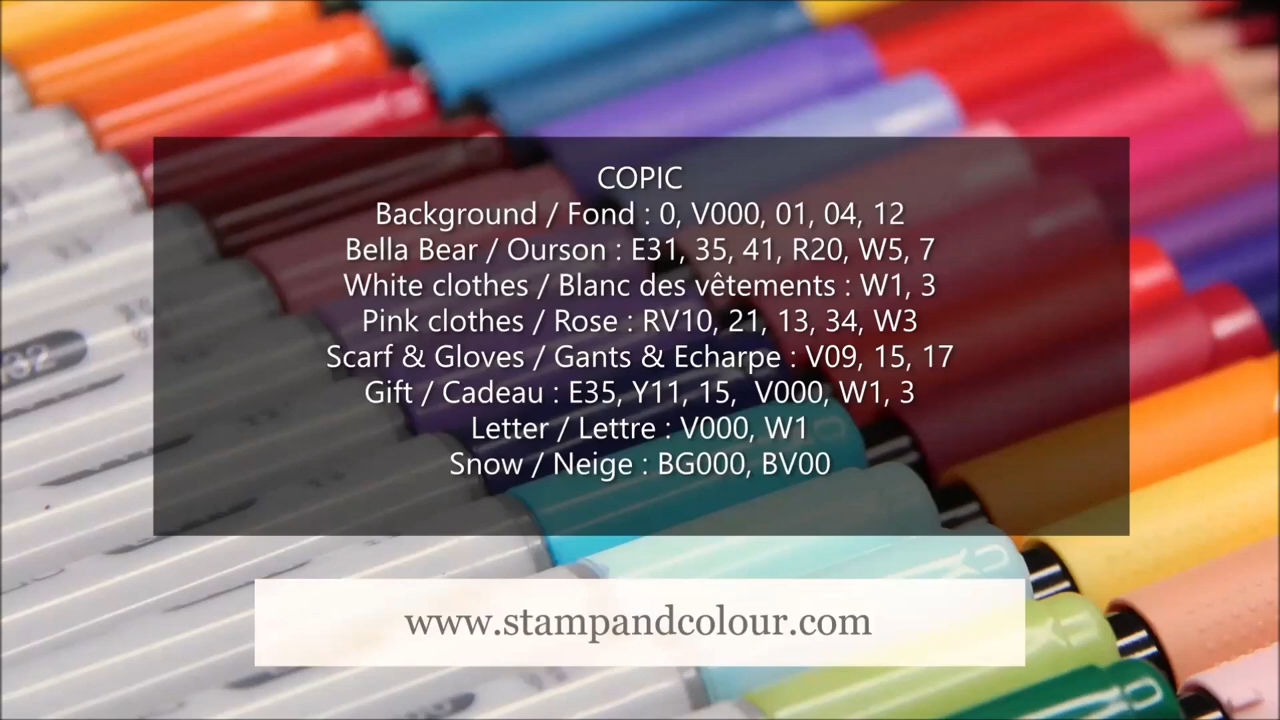 COPIC
Background / Fond : 0, V000, 01, 04, 12
Bella Bear / Ourson : E31, 35, 41, R20, W5, 7
White clothes / Blanc des vêtements : W1, 3
Pink clothes / Rose : RV10, 21, 13, 34, W3
Scarf & Gloves / Gants & Echarpe : V09, 15, 17
Gift / Cadeau : E35, Y11, 15,  V000, W1, 3
Letter / Lettre : V000, W1
Snow / Neige : BG000, BV00
www.stampandcolour.com